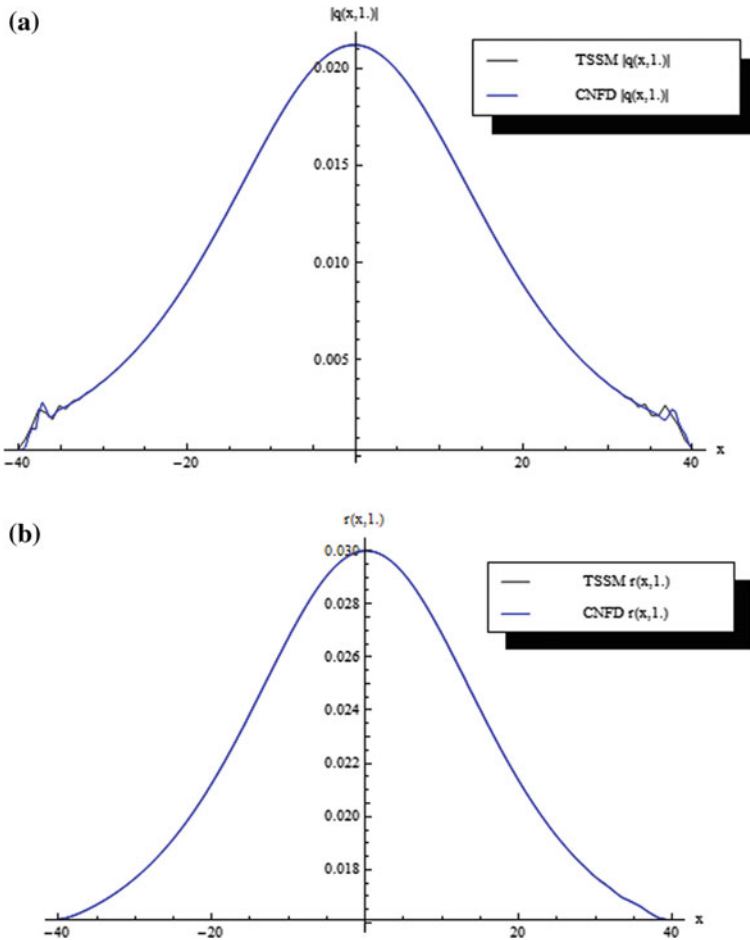 (a)
|q(x,1.)|
TSSM |q(x,1.)|
CNFD |q(x,1.)|
0.020
0.015
0.010
0.005
−40
−20
20
40
x
(b)
r(x,1.)
TSSM r(x,1.)
CNFD r(x,1.)
0.030
0.028
0.026
0.024
0.022
0.020
0.018
−40
−20
20
40
x